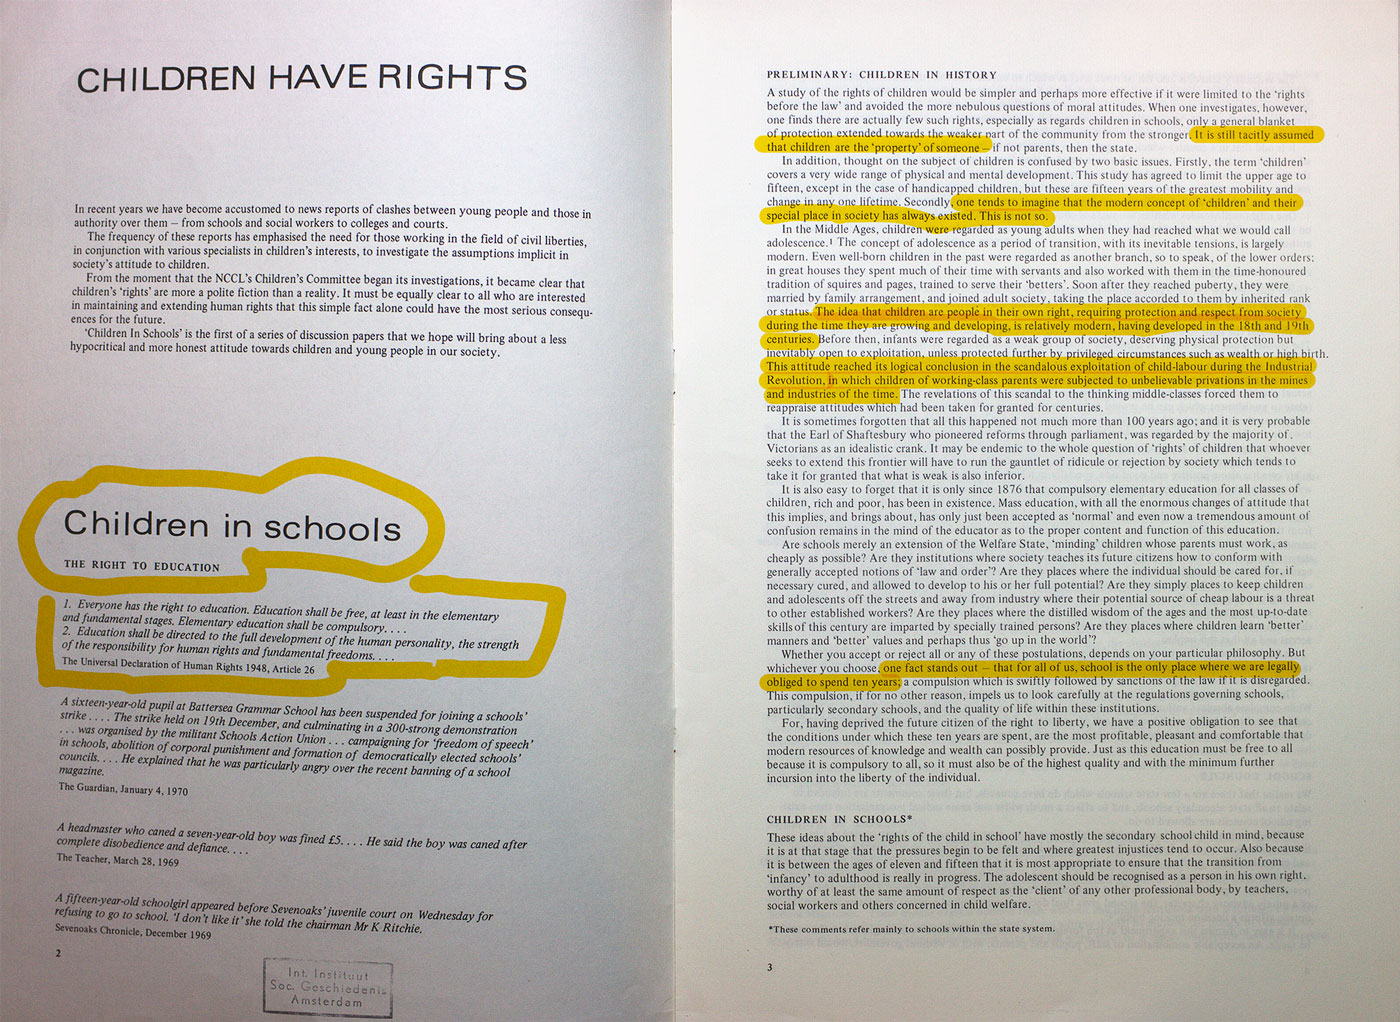 CHILDREN HAVE RIGHTS
In recent years we have become accustomed to news reports of clashes between young people and those in
authority over them — from schools and social workers to colleges and courts.
The frequency of these reports has emphasised the need for those working in the field of civil liberties,
in conjunction with various specialists in children's interests, to investigate the assumptions implicit in
society's attitude to children.
From the moment that the NCCL's Children's Committee began its investigations, it became clear that
children's 'rights' are more a polite fiction than a reality. It must be equally clear to all who are interested
in maintaining and extending human rights that this simple fact alone could have the most serious consequ-
ences for the future.
'Children In Schools' is the first of a series of discussion papers that we hope will bring about a less
hypocritical and more honest attitude towards children and young people in our society.
Children in schools
THE RIGHT TO EDUCATION
1. Everyone has the right to education. Education shall be free, at least in the elementary
and fundamental stages. Elementary education shall be compulsory. . . .
2. Education shall be directed to the full development of the human personality, the strength
of the responsibility for human rights and fundamental freedoms. . . .
The Universal Declaration of Human Rights 1948, Article 26
A sixteen-year-old pupil at Battersea Grammar School has been suspended for joining a schools'
strike . . . . The strike held on 19th December, and culminating in a 300-strong demonstration
. . . was organised by the militant Schools Action Union . . . campaigning for 'freedom of speech'
in schools, abolition of corporal punishment and formation of democratically elected schools'
councils. . . . He explained that he was particularly angry over the recent banning of a school
magazine.
The Guardian, January 4, 1970
A headmaster who caned a seven-year-old boy was fined £5. . . . He said the boy was caned after
complete disobedience and defiance. . . .
The Teacher, March 28, 1969
A fifteen-year-old schoolgirl appeared before Sevenoaks' juvenile court on Wednesday for
refusing to go to school. 'I don't like it' she told the chairman Mr K Ritchie.
Sevenoaks Chronicle, December 1969
2
Int. Instituut
Soc. Geschiedenis
Amsterdam
PRELIMINARY: CHILDREN IN HISTORY
A study of the rights of children would be simpler and perhaps more effective if it were limited to the 'rights
before the law' and avoided the more nebulous questions of moral attitudes. When one investigates, however,
one finds there are actually few such rights, especially as regards children in schools, only a general blanket
of protection extended towards the weaker part of the community from the stronger. It is still tacitly assumed
that children are the 'property' of someone — if not parents, then the state.
In addition, thought on the subject of children is confused by two basic issues. Firstly, the term 'children'
covers a very wide range of physical and mental development. This study has agreed to limit the upper age to
fifteen, except in the case of handicapped children, but these are fifteen years of the greatest mobility and
change in any one lifetime. Secondly, one tends to imagine that the modern concept of 'children' and their
special place in society has always existed. This is not so.
In the Middle Ages, children were regarded as young adults when they had reached what we would call
adolescence.¹ The concept of adolescence as a period of transition, with its inevitable tensions, is largely
modern. Even well-born children in the past were regarded as another branch, so to speak, of the lower orders:
in great houses they spent much of their time with servants and also worked with them in the time-honoured
tradition of squires and pages, trained to serve their 'betters'. Soon after they reached puberty, they were
married by family arrangement, and joined adult society, taking the place accorded to them by inherited rank
or status. The idea that children are people in their own right, requiring protection and respect from society
during the time they are growing and developing, is relatively modern, having developed in the 18th and 19th
centuries. Before then, infants were regarded as a weak group of society, deserving physical protection but
inevitably open to exploitation, unless protected further by privileged circumstances such as wealth or high birth.
This attitude reached its logical conclusion in the scandalous exploitation of child-labour during the Industrial
Revolution, in which children of working-class parents were subjected to unbelievable privations in the mines
and industries of the time. The revelations of this scandal to the thinking middle-classes forced them to
reappraise attitudes which had been taken for granted for centuries.
It is sometimes forgotten that all this happened not much more than 100 years ago; and it is very probable
that the Earl of Shaftesbury who pioneered reforms through parliament, was regarded by the majority of
Victorians as an idealistic crank. It may be endemic to the whole question of 'rights' of children that whoever
seeks to extend this frontier will have to run the gauntlet of ridicule or rejection by society which tends to
take it for granted that what is weak is also inferior.
It is also easy to forget that it is only since 1876 that compulsory elementary education for all classes of
children, rich and poor, has been in existence. Mass education, with all the enormous changes of attitude that
this implies, and brings about, has only just been accepted as 'normal' and even now a tremendous amount of
confusion remains in the mind of the educator as to the proper content and function of this education.
Are schools merely an extension of the Welfare State, 'minding' children whose parents must work, as
cheaply as possible? Are they institutions where society teaches its future citizens how to conform with
generally accepted notions of 'law and order'? Are they places where the individual should be cared for, if
necessary cured, and allowed to develop to his or her full potential? Are they simply places to keep children
and adolescents off the streets and away from industry where their potential source of cheap labour is a threat
to other established workers? Are they places where the distilled wisdom of the ages and the most up-to-date
skills of this century are imparted by specially trained persons? Are they places where children learn 'better'
manners and 'better' values and perhaps thus 'go up in the world'?
Whether you accept or reject all or any of these postulations, depends on your particular philosophy. But
whichever you choose, one fact stands out — that for all of us, school is the only place where we are legally
obliged to spend ten years; a compulsion which is swiftly followed by sanctions of the law if it is disregarded.
This compulsion, if for no other reason, impels us to look carefully at the regulations governing schools,
particularly secondary schools, and the quality of life within these institutions.
For, having deprived the future citizen of the right to liberty, we have a positive obligation to see that
the conditions under which these ten years are spent, are the most profitable, pleasant and comfortable that
modern resources of knowledge and wealth can possibly provide. Just as this education must be free to all
because it is compulsory to all, so it must also be of the highest quality and with the minimum further
incursion into the liberty of the individual.
CHILDREN IN SCHOOLS*
These ideas about the 'rights of the child in school' have mostly the secondary school child in mind, because
it is at that stage that the pressures begin to be felt and where greatest injustices tend to occur. Also because
it is between the ages of eleven and fifteen that it is most appropriate to ensure that the transition from
'infancy' to adulthood is really in progress. The adolescent should be recognised as a person in his own right,
worthy of at least the same amount of respect as the 'client' of any other professional body, by teachers,
social workers and others concerned in child welfare.
*These comments refer mainly to schools within the state system.
3